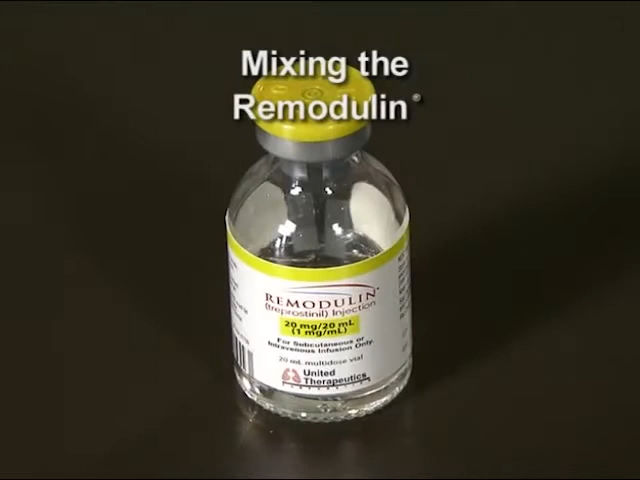 Mixing the
Remodulin®
REMODULIN®
(treprostinil) Injection
20 mg/20 mL
(1 mg/mL)
For Subcutaneous or
Intravenous Infusion Only.
20 mL multidose vial
United
Therapeutics
CORPORATION